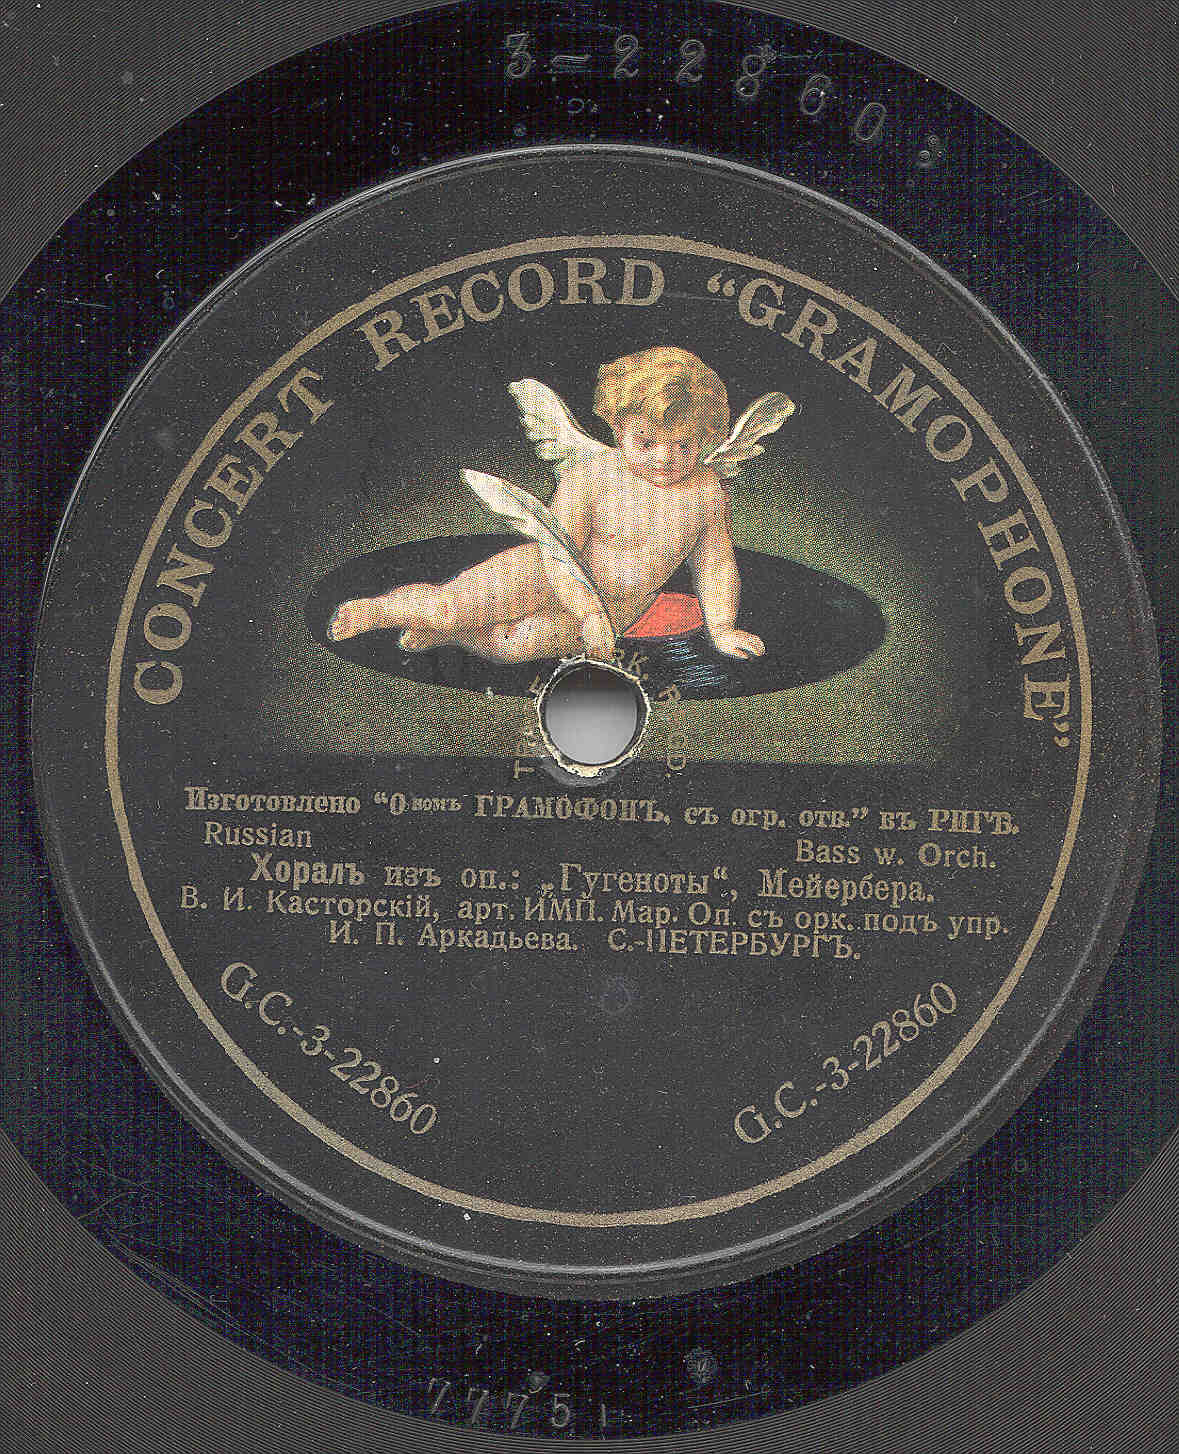 3-22860
CONCERT RECORD “GRAMOPHONE”
Изготовлено “О вомъ ГРАМОФОНЪ, съ огр. отв.” въ РИГѢ.
Russian
Bass w. Orch.
Хоралъ изъ оп.: „Гугеноты“, Мейербера.
В. И. Касторскій, арт. ИМП. Мар. Оп. съ орк. подъ упр.
И. П. Аркадьева. С.-ПЕТЕРБУРГЪ.
G.C.-3-22860
G.C.-3-22860
7775